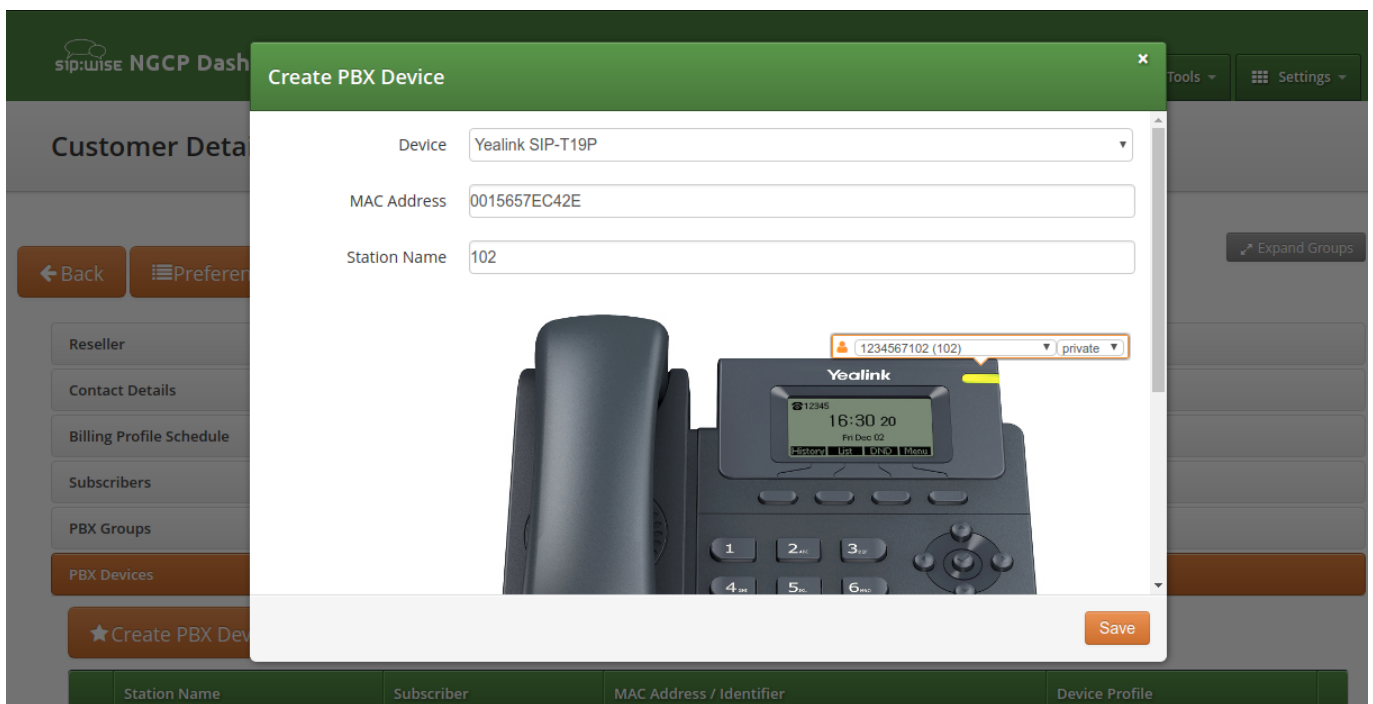 sip:wise NGCP Dash
Tools
Settings
Create PBX Device
×
Customer Detai
Device
Yealink SIP-T19P
MAC Address
0015657EC42E
Station Name
102
Expand Groups
Back
Preferen
1234567102 (102)
private
Reseller
Contact Details
Billing Profile Schedule
Subscribers
PBX Groups
PBX Devices
Yealink
12345
16:30 20
Fri Dec 02
History List DND Menu
1
2 ABC
3
4
5
6
Save
Create PBX Dev
Station Name
Subscriber
MAC Address / Identifier
Device Profile